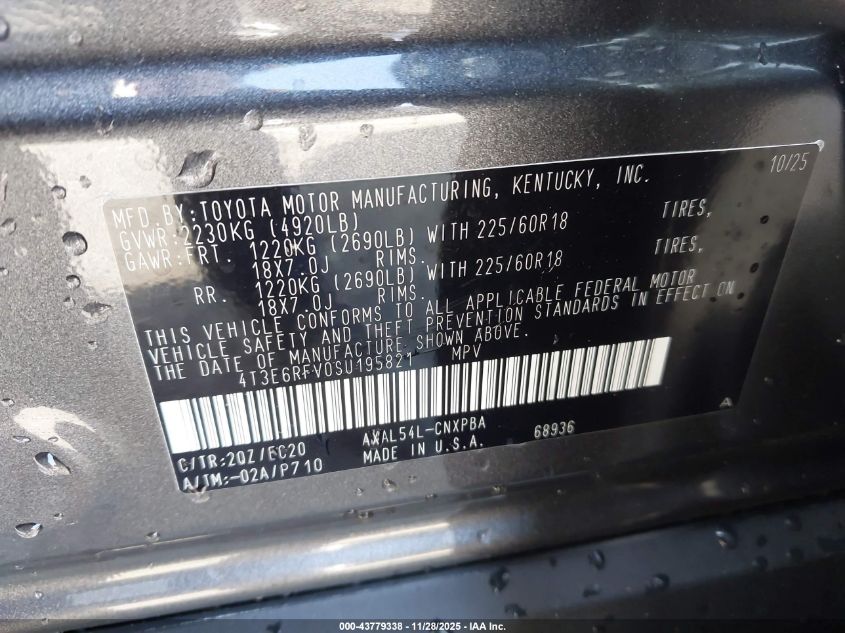 10/25
MFD.BY:TOYOTA MOTOR MANUFACTURING, KENTUCKY, INC.
GVWR:2230KG (4920LB)
GAWR:FRT. 1220KG (2690LB) WITH 225/60R18 TIRES,
18X7.0J RIMS.
RR. 1220KG (2690LB) WITH 225/60R18 TIRES,
18X7.0J RIMS.
THIS VEHICLE CONFORMS TO ALL APPLICABLE FEDERAL MOTOR
VEHICLE SAFETY AND THEFT PREVENTION STANDARDS IN EFFECT ON
THE DATE OF MANUFACTURE SHOWN ABOVE.
4T3E6RFV0SU195821 MPV
A
C/TR:20Z/EC20 AXAL54L-CNXPBA 68936
A/TM:-02A/P710 MADE IN U.S.A.
000-43779338 - 11/28/2025 - IAA Inc.